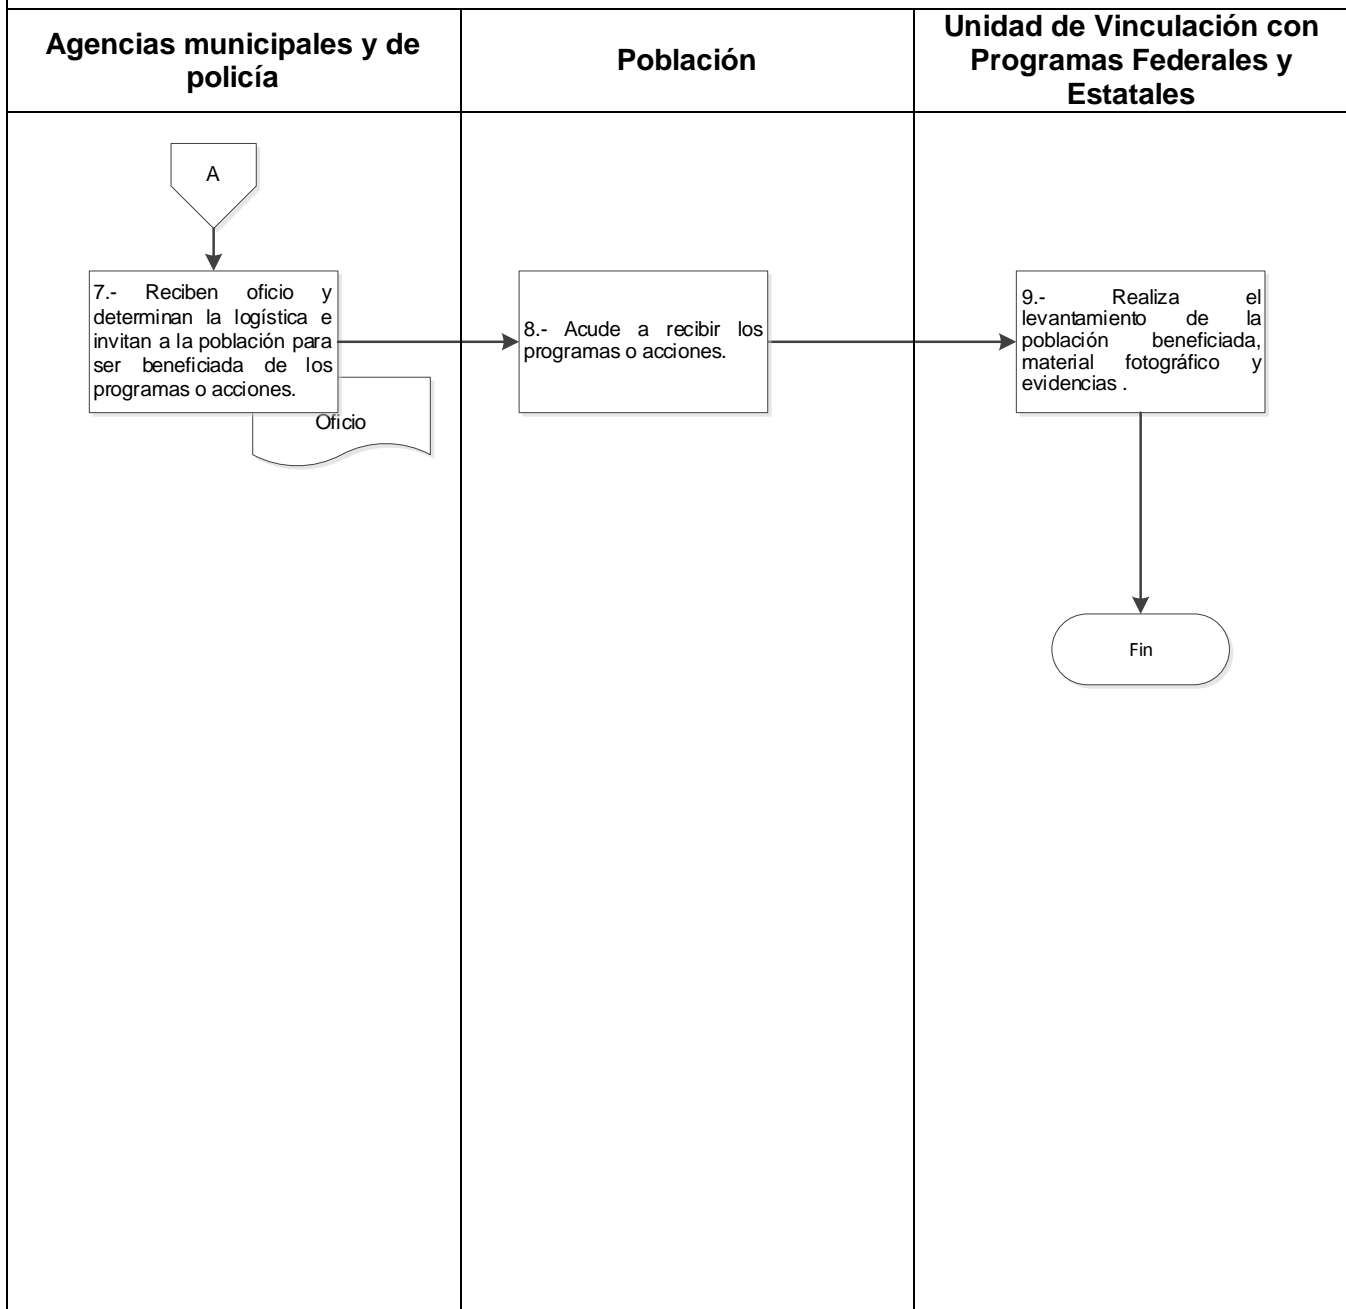 Agencias municipales y de
policía
Población
Unidad de Vinculación con
Programas Federales y
Estatales
A
7.- Reciben oficio y
determinan la logística e
invitan a la población para
ser beneficiada de los
programas o acciones.
Oficio
8.- Acude a recibir los
programas o acciones.
9.- Realiza el
levantamiento de la
población beneficiada,
material fotográfico y
evidencias .
Fin